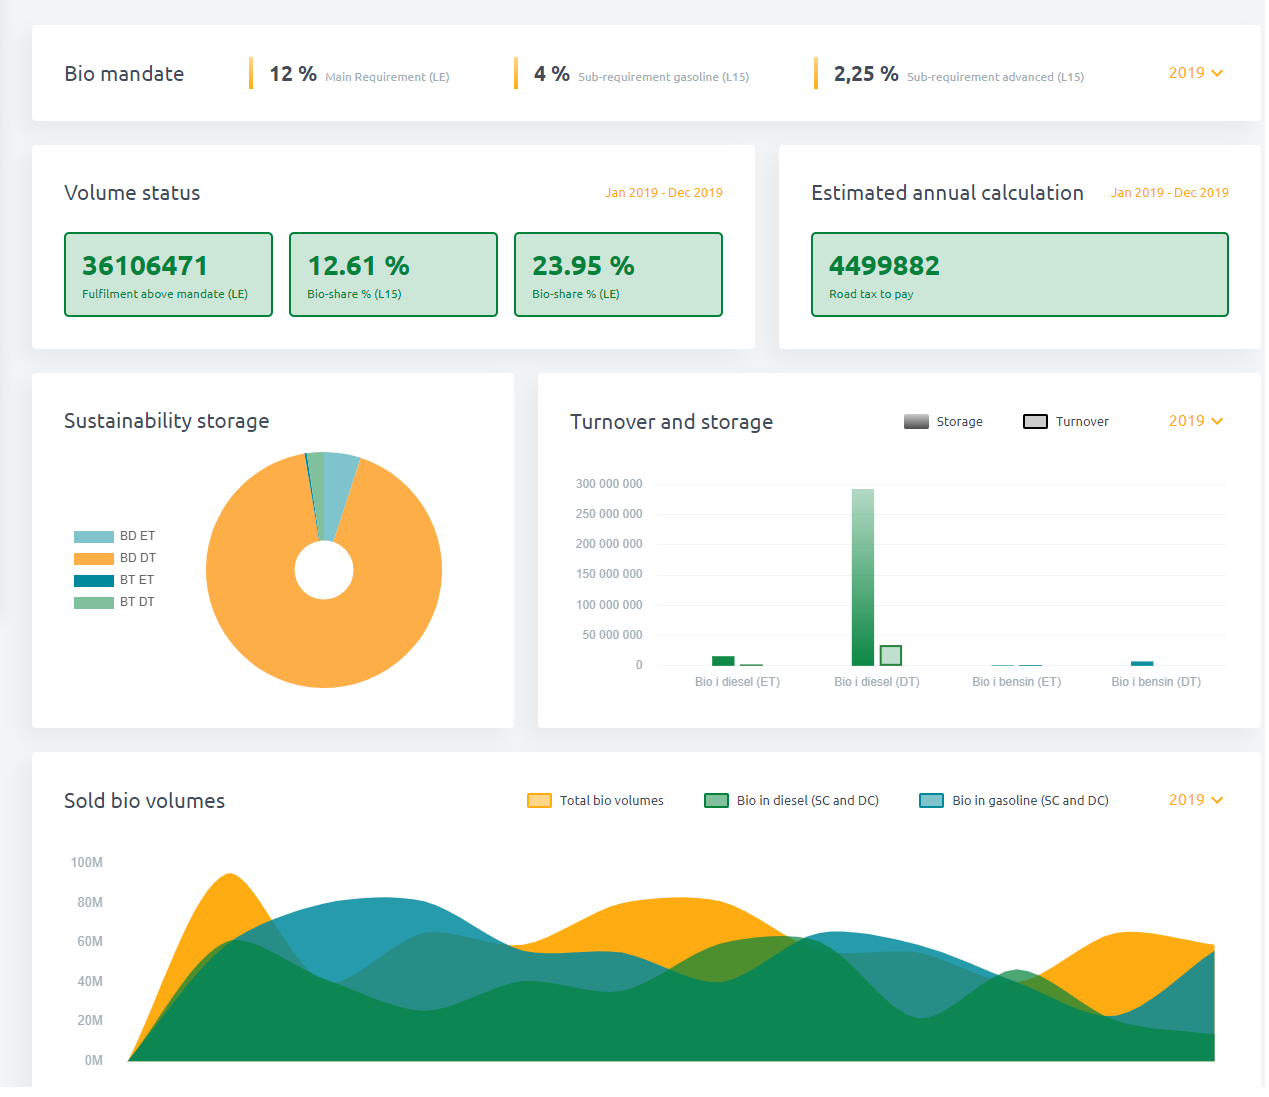 Bio mandate
12 % Main Requirement (LE)
4 % Sub-requirement gasoline (L15)
2,25 % Sub-requirement advanced (L15)
2019
Volume status
Jan 2019 - Dec 2019
36106471
Fulfilment above mandate (LE)
12.61 %
Bio-share % (L15)
23.95 %
Bio-share % (LE)
Estimated annual calculation
Jan 2019 - Dec 2019
4499882
Road tax to pay
Sustainability storage
BD ET
BD DT
BT ET
BT DT
Turnover and storage
Storage
Turnover
2019
300 000 000
250 000 000
200 000 000
150 000 000
100 000 000
50 000 000
0
Bio i diesel (ET)
Bio i diesel (DT)
Bio i bensin (ET)
Bio i bensin (DT)
Sold bio volumes
Total bio volumes
Bio in diesel (SC and DC)
Bio in gasoline (SC and DC)
2019
100M
80M
60M
40M
20M
0M